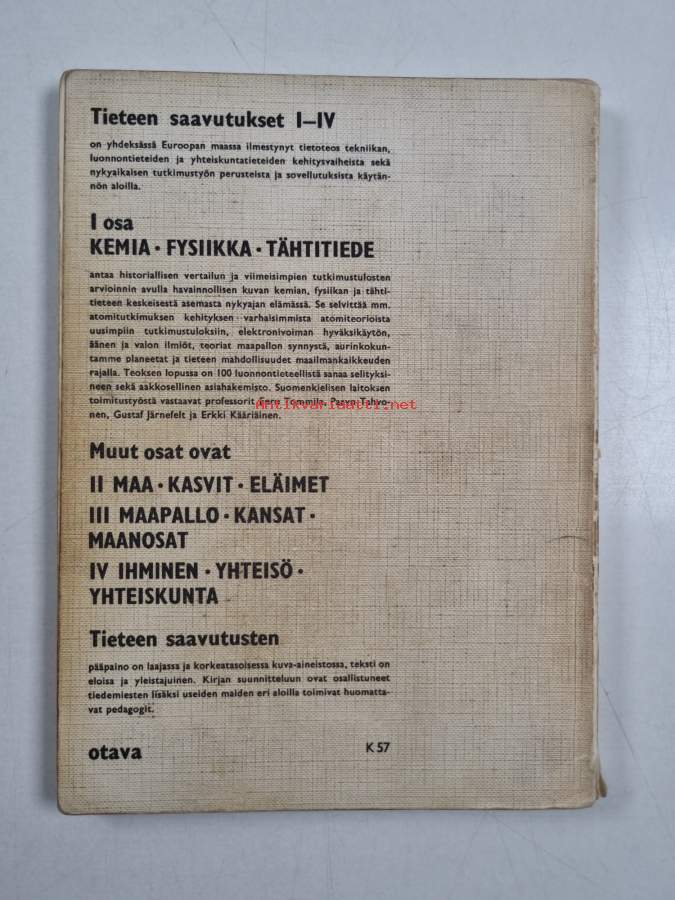 Tieteen saavutukset I–IV
on yhdeksässä Euroopan maassa ilmestynyt tietoteos tekniikan,
luonnontieteiden ja yhteiskuntatieteiden kehitysvaiheista sekä
nykyaikaisen tutkimustyön perusteista ja sovellutuksista käytän-
nön aloilla.
I osa
KEMIA · FYSIIKKA · TÄHTITIEDE
antaa historiallisen vertailun ja viimeisimpien tutkimustulosten
arvioinnin avulla havainnollisen kuvan kemian, fysiikan ja tähti-
tieteen keskeisestä asemasta nykyajan elämässä. Se selvittää mm.
atomitutkimuksen kehityksen varhaisimmista atomiteorioista
uusimpiin tutkimustuloksiin, elektronivoiman hyväksikäytön,
äänen ja valon ilmiöt, teoriat maapallon synnystä, aurinkokun-
tamme planeetat ja tieteen mahdollisuudet maailmankaikkeuden
rajalla. Teoksen lopussa on 100 luonnontieteellistä sanaa selityksi-
neen sekä aakkosellinen asiahakemisto. Suomenkielisen laitoksen
toimitustyöstä vastaavat professorit Eero Tommila, Paavo Tahvo-
nen, Gustaf Järnefelt ja Erkki Kääriäinen.
Antikvariaatti.net
Muut osat ovat
II MAA · KASVIT · ELÄIMET
III MAAPALLO · KANSAT ·
MAANOSAT
IV IHMINEN · YHTEISÖ ·
YHTEISKUNTA
Tieteen saavutusten
pääpaino on laajassa ja korkeatasoisessa kuva-aineistossa, teksti on
eloisa ja yleistajuinen. Kirjan suunnitteluun ovat osallistuneet
tiedemiesten lisäksi useiden maiden eri aloilla toimivat huomatta-
vat pedagogit.
otava
K 57